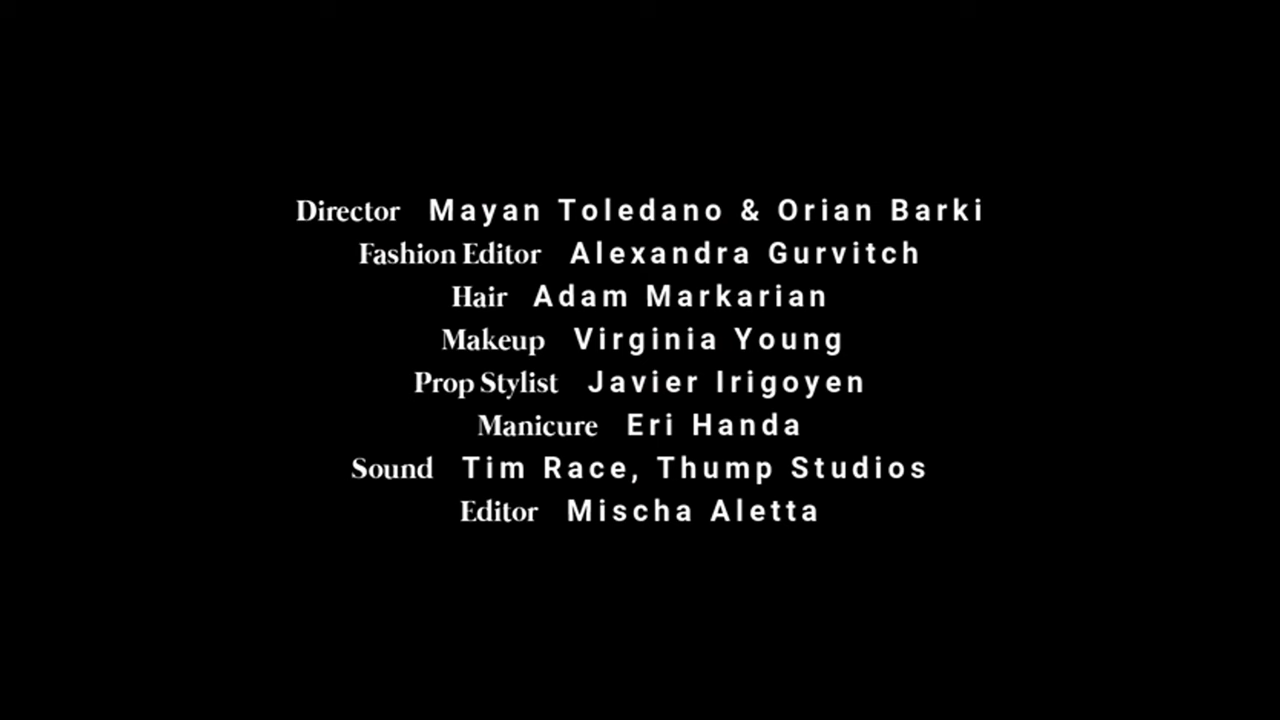 Director Mayan Toledano & Orian Barki
Fashion Editor Alexandra Gurvitch
Hair Adam Markarian
Makeup Virginia Young
Prop Stylist Javier Irigoyen
Manicure Eri Handa
Sound Tim Race, Thump Studios
Editor Mischa Aletta